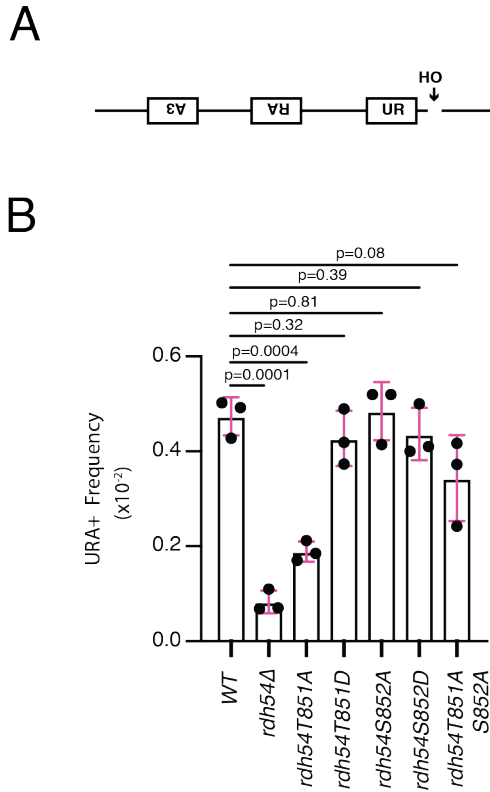 A
HO
A3
RA
UR
B
p=0.08
p=0.39
p=0.81
p=0.32
p=0.0004
p=0.0001
URA+ Frequency
(x10⁻²)
0.6
0.4
0.2
0.0
WT
rdh54Δ
rdh54T851A
rdh54T851D
rdh54S852A
rdh54S852D
rdh54T851A
S852A